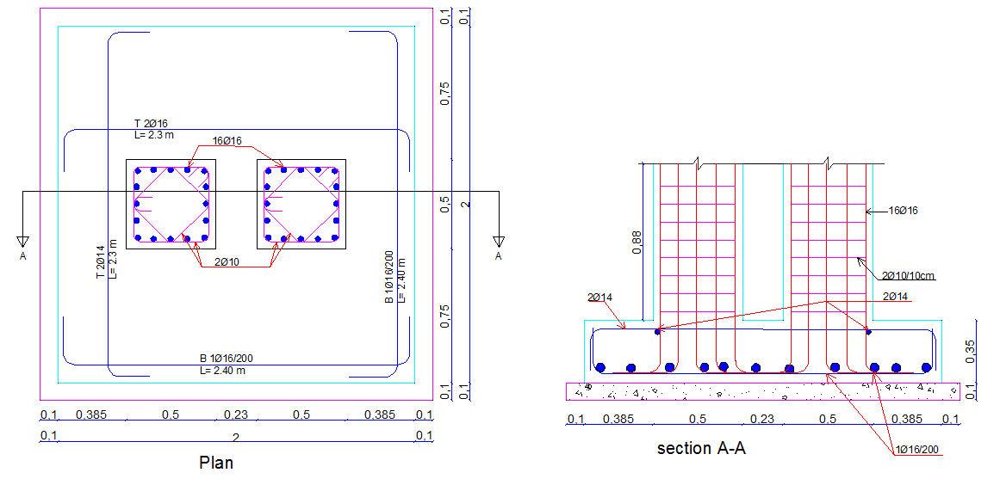 0,1
0,1
0,75
T 2Ø16
L= 2.3 m
16Ø16
0,5
2
A
A
T 2Ø14
L= 2.3 m
2Ø10
B 1Ø16/200
L= 2.40 m
0,75
B 1Ø16/200
L= 2.40 m
0,1
0,1
0,1
0,385
0,5
0,23
0,5
0,385
0,1
0,1
2
0,1
Plan
16Ø16
0,88
2Ø10/10cm
2Ø14
2Ø14
0,35
0,1
0,1
0,385
0,5
0,23
0,5
0,385
0,1
section A-A
1Ø16/200